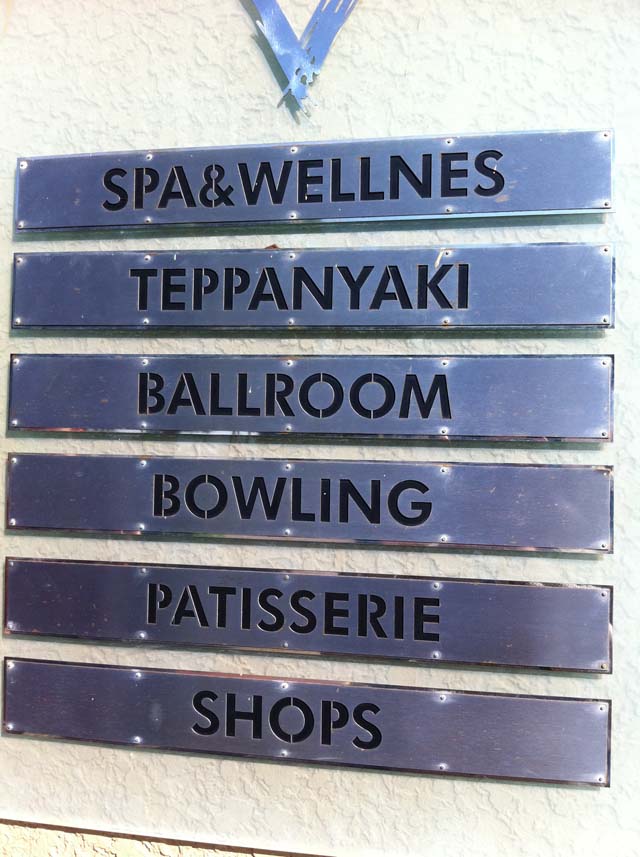 SPA&WELLNES
TEPPANYAKI
BALLROOM
BOWLING
PATISSERIE
SHOPS